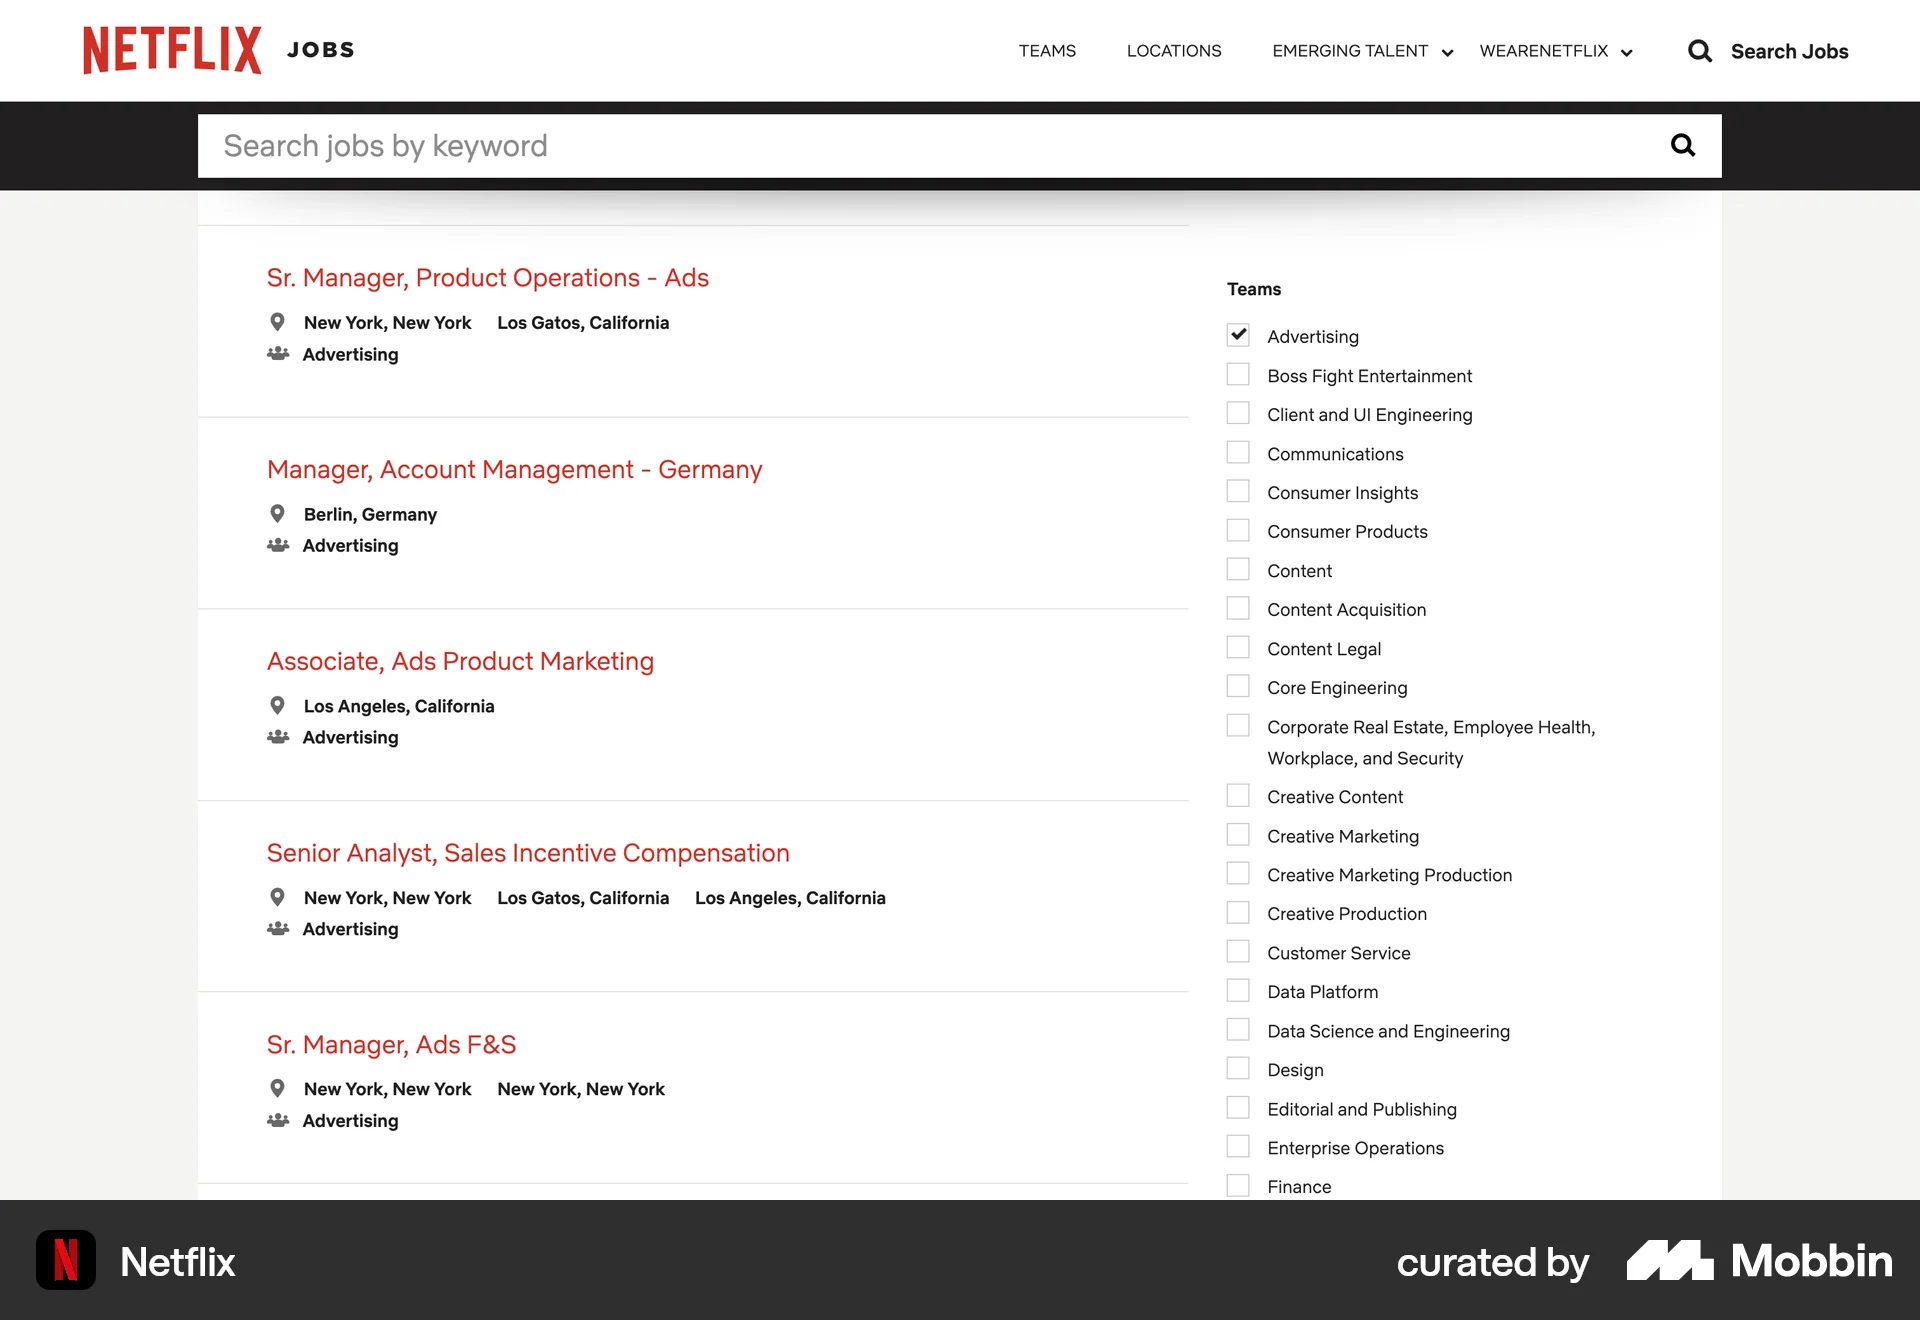 NETFLIX JOBS
TEAMS LOCATIONS EMERGING TALENT WEARENETFLIX Search Jobs
Search jobs by keyword
Sr. Manager, Product Operations - Ads
New York, New York Los Gatos, California
Advertising
Manager, Account Management - Germany
Berlin, Germany
Advertising
Associate, Ads Product Marketing
Los Angeles, California
Advertising
Senior Analyst, Sales Incentive Compensation
New York, New York Los Gatos, California Los Angeles, California
Advertising
Sr. Manager, Ads F&S
New York, New York New York, New York
Advertising
Teams
Advertising
Boss Fight Entertainment
Client and UI Engineering
Communications
Consumer Insights
Consumer Products
Content
Content Acquisition
Content Legal
Core Engineering
Corporate Real Estate, Employee Health,
Workplace, and Security
Creative Content
Creative Marketing
Creative Marketing Production
Creative Production
Customer Service
Data Platform
Data Science and Engineering
Design
Editorial and Publishing
Enterprise Operations
Finance
N Netflix
curated by Mobbin